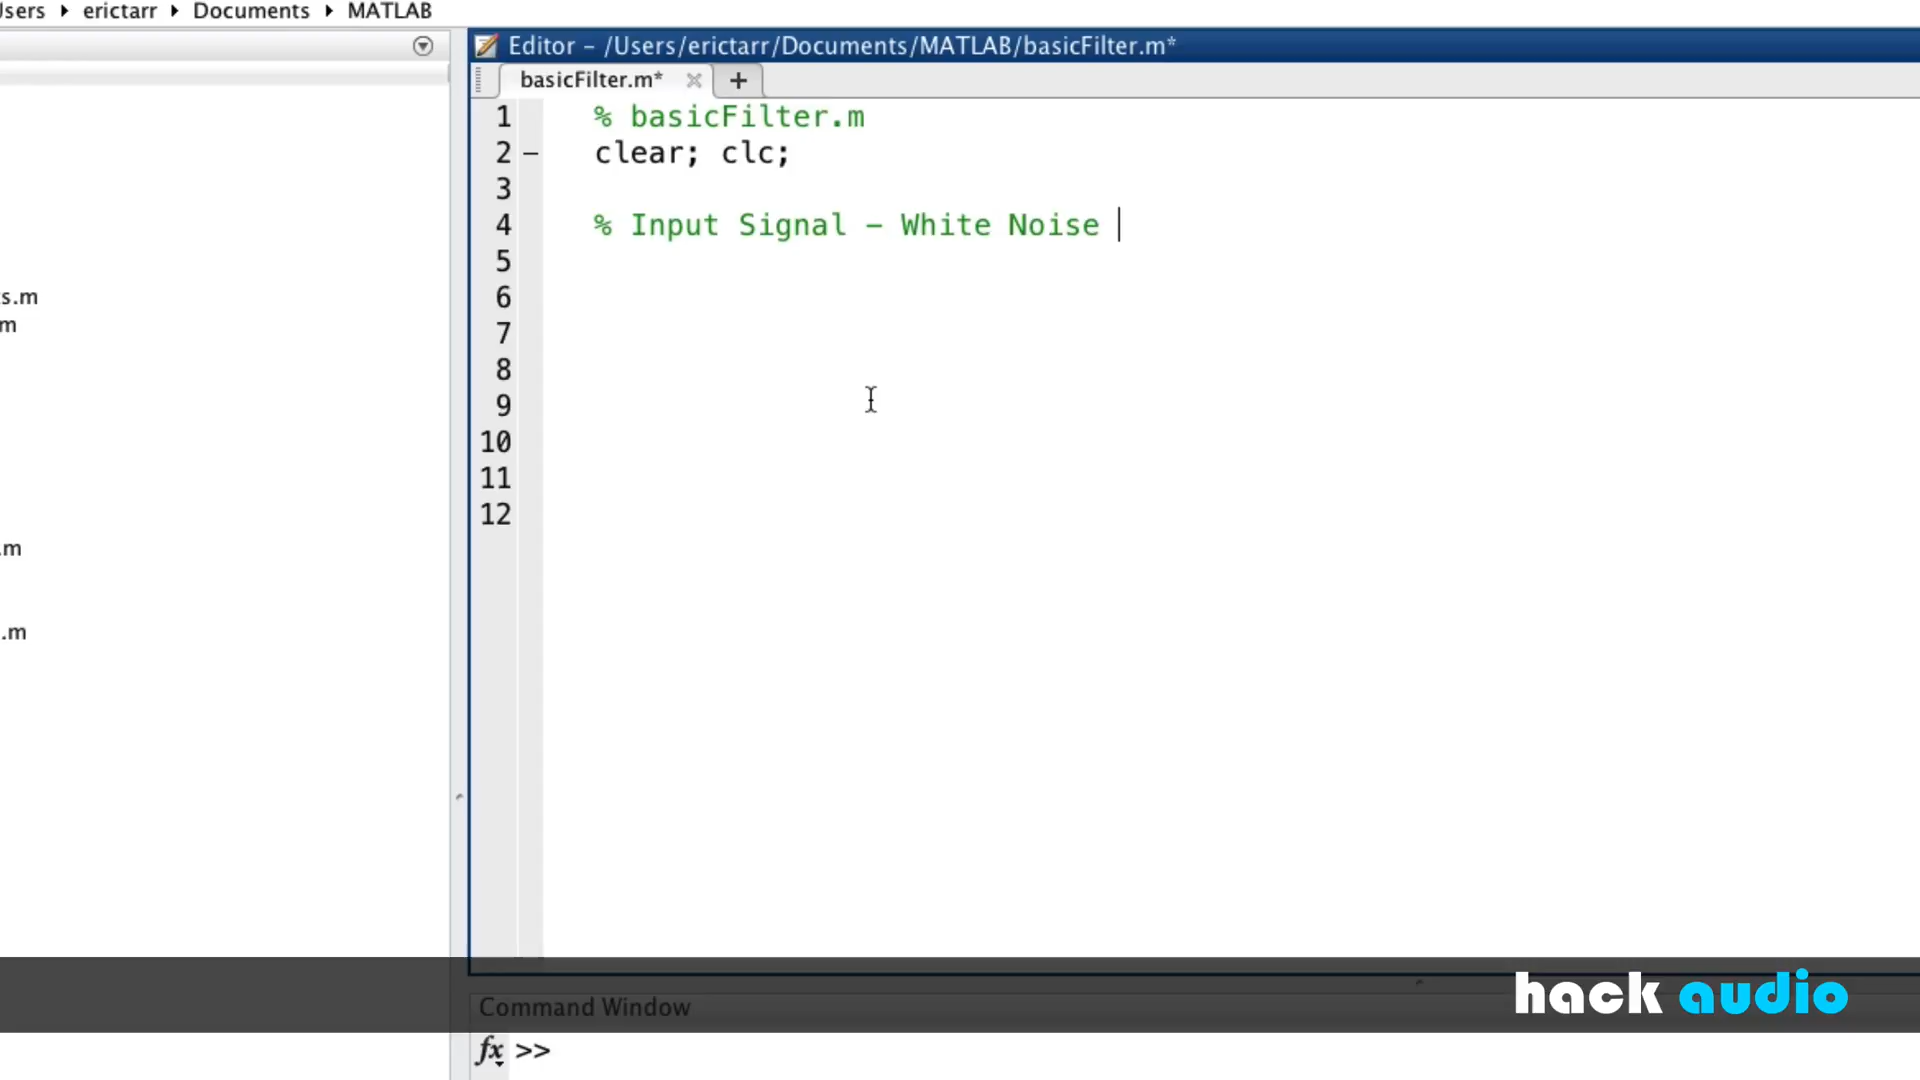 erictarr Documents MATLAB
Editor – /Users/erictarr/Documents/MATLAB/basicFilter.m*
basicFilter.m* +
1 % basicFilter.m
2 – clear; clc;
3
4 % Input Signal – White Noise
5
6
7
8
9
10
11
12
s.m
m
.m
.m
hack audio
Command Window
fx >>